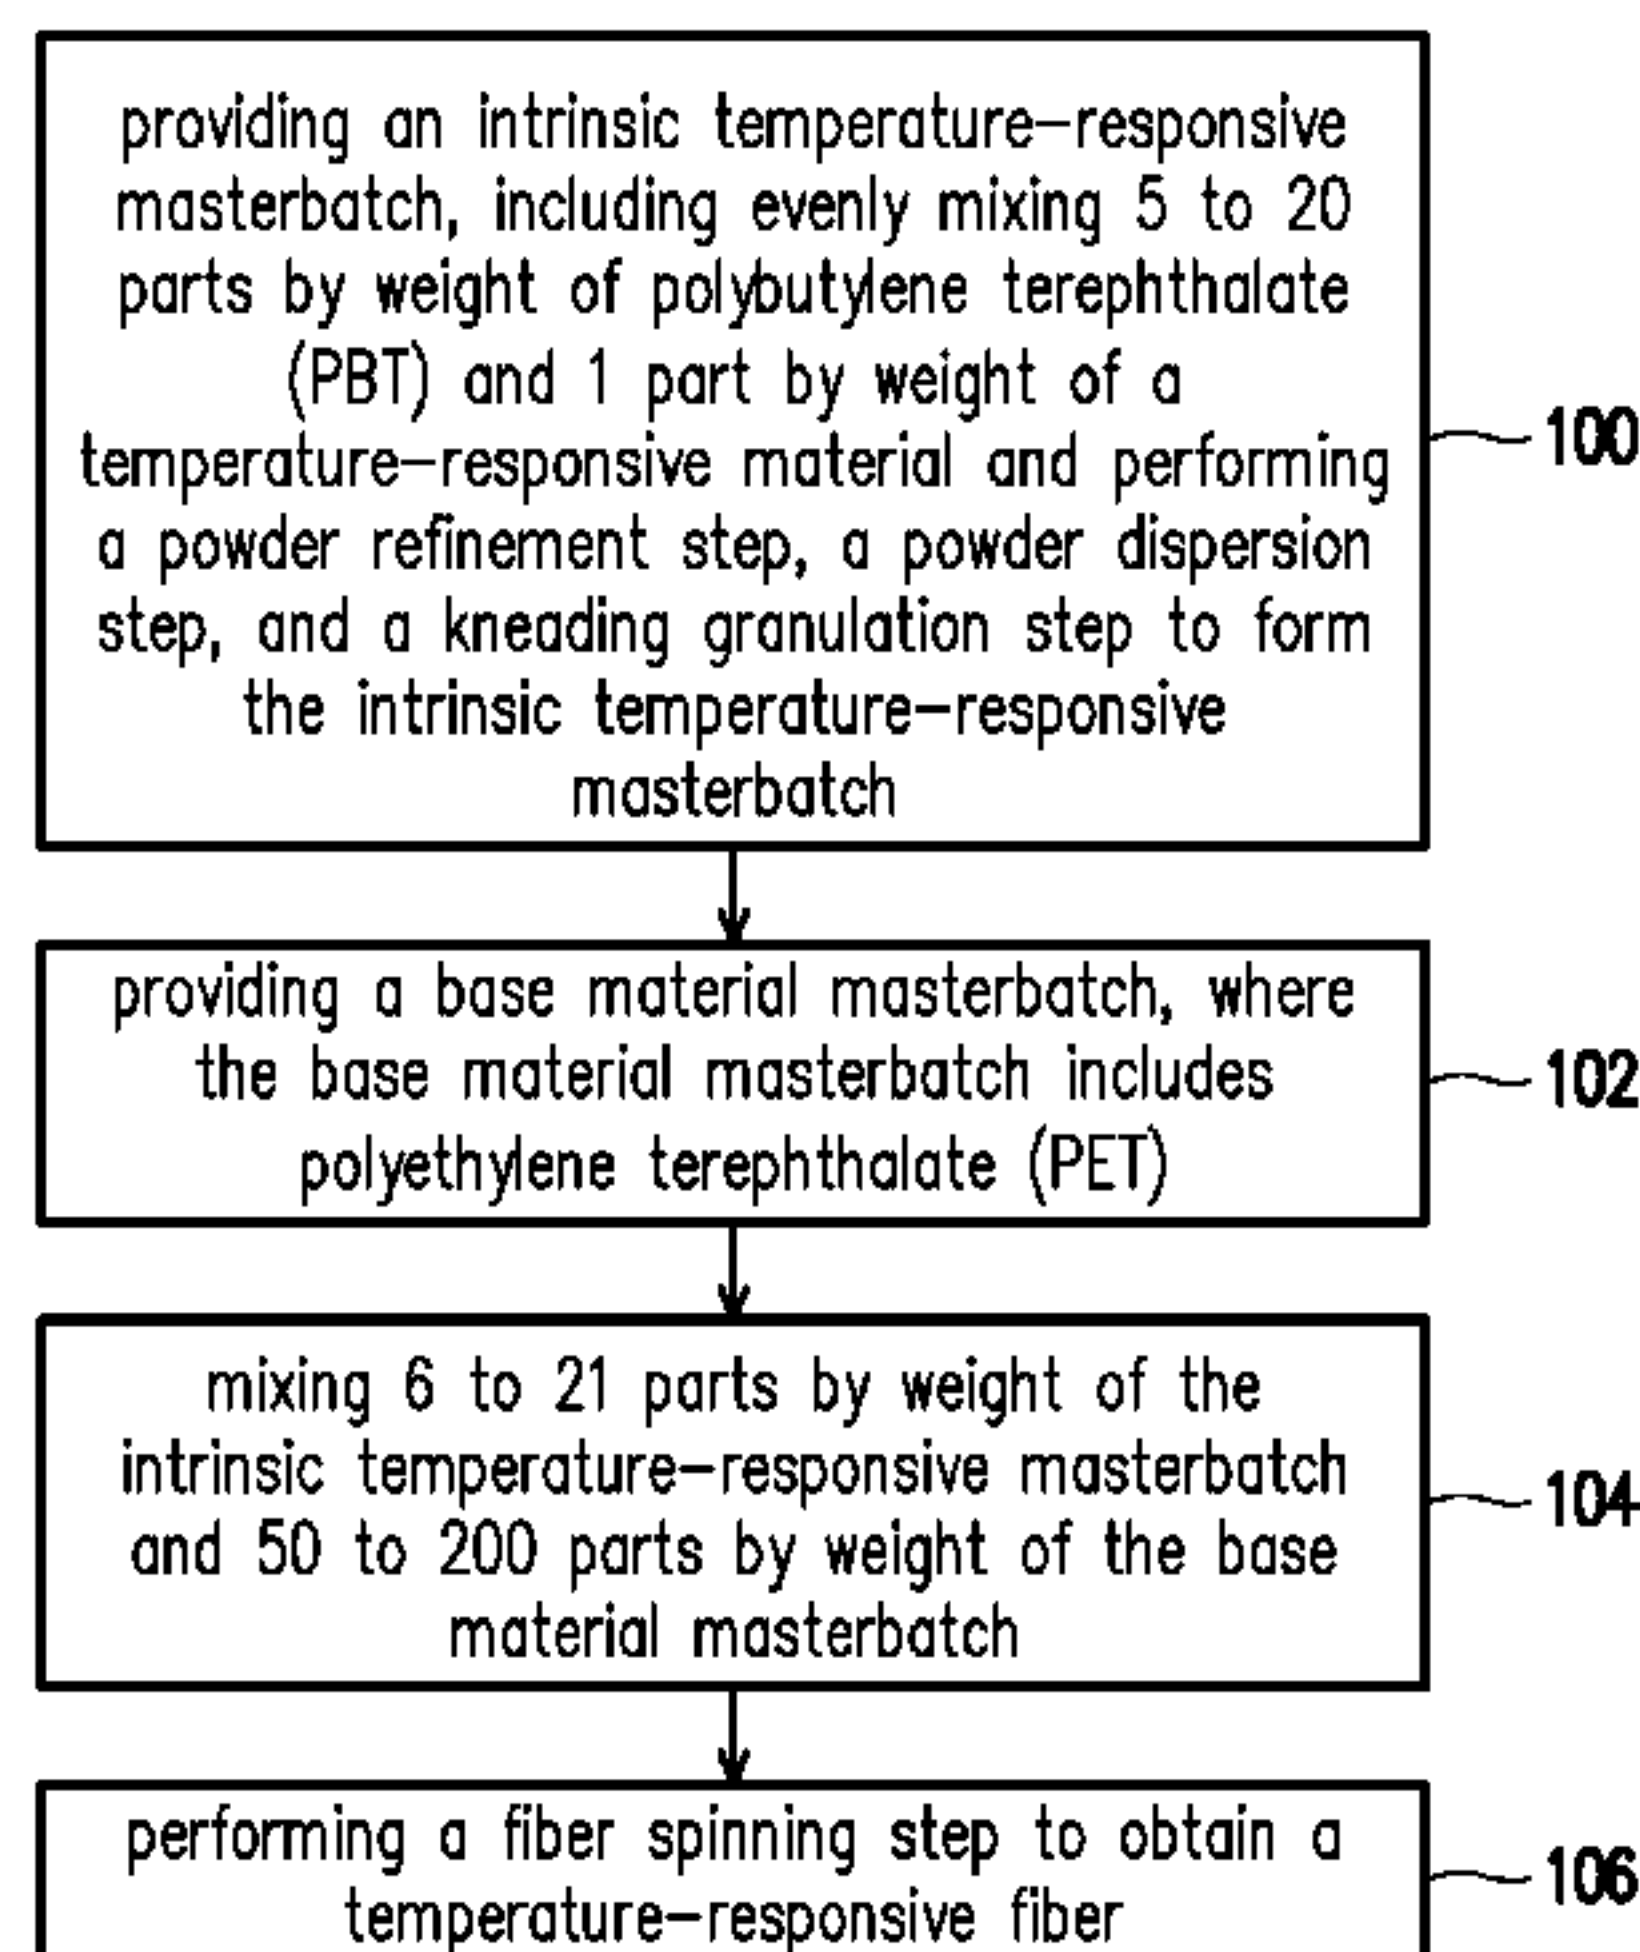 providing an intrinsic temperature-responsive
masterbatch, including evenly mixing 5 to 20
parts by weight of polybutylene terephthalate
(PBT) and 1 part by weight of a
temperature-responsive material and performing
a powder refinement step, a powder dispersion
step, and a kneading granulation step to form
the intrinsic temperature-responsive
masterbatch
100
providing a base material masterbatch, where
the base material masterbatch includes
polyethylene terephthalate (PET)
102
mixing 6 to 21 parts by weight of the
intrinsic temperature-responsive masterbatch
and 50 to 200 parts by weight of the base
material masterbatch
104
performing a fiber spinning step to obtain a
temperature-responsive fiber
106